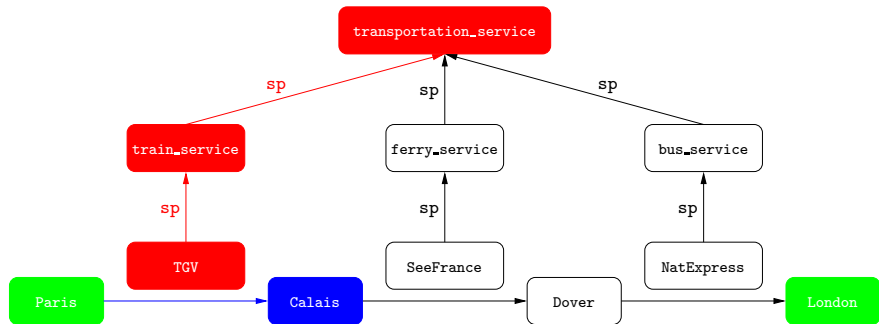 transportation_service
sp sp sp
train_service ferry_service bus_service
sp sp sp
TGV SeeFrance NatExpress
Paris Calais Dover London